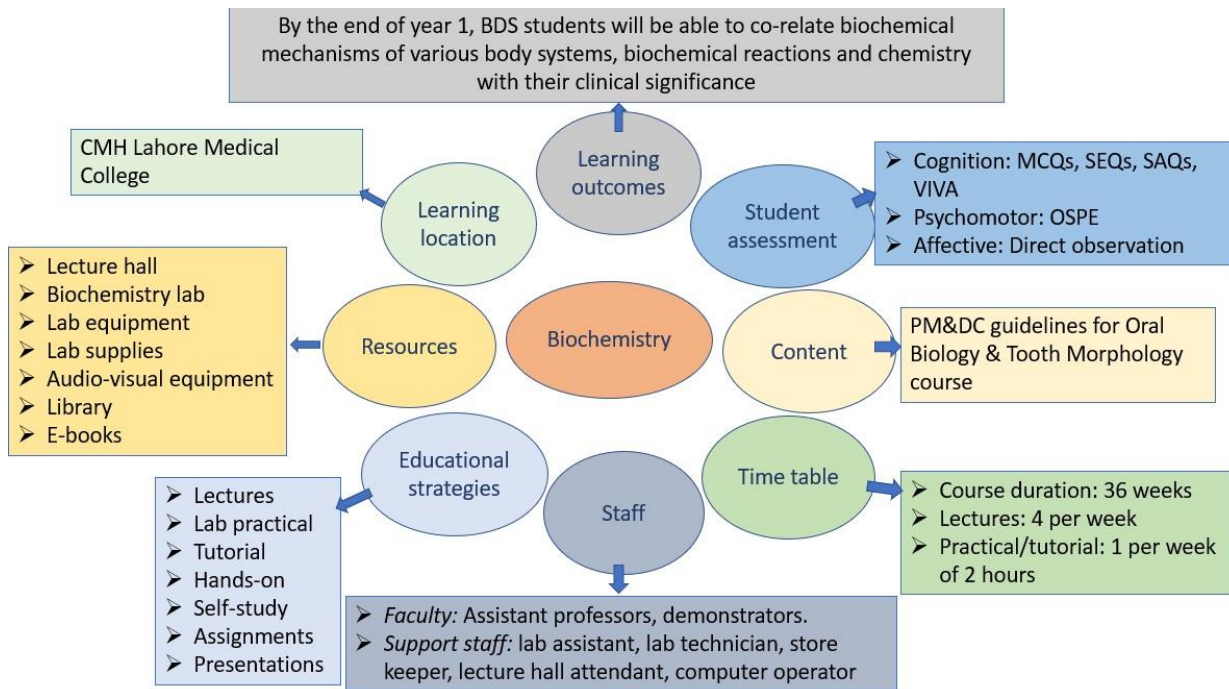 By the end of year 1, BDS students will be able to co-relate biochemical
mechanisms of various body systems, biochemical reactions and chemistry
with their clinical significance
Learning
outcomes
CMH Lahore Medical
College
Learning
location
Student
assessment
➢ Cognition: MCQs, SEQs, SAQs,
VIVA
➢ Psychomotor: OSPE
➢ Affective: Direct observation
➢ Lecture hall
➢ Biochemistry lab
➢ Lab equipment
➢ Lab supplies
➢ Audio-visual equipment
➢ Library
➢ E-books
Resources
Biochemistry
Content
PM&DC guidelines for Oral
Biology & Tooth Morphology
course
Educational
strategies
➢ Lectures
➢ Lab practical
➢ Tutorial
➢ Hands-on
➢ Self-study
➢ Assignments
➢ Presentations
Staff
➢ Faculty: Assistant professors, demonstrators.
➢ Support staff: lab assistant, lab technician, store
keeper, lecture hall attendant, computer operator
Time table
➢ Course duration: 36 weeks
➢ Lectures: 4 per week
➢ Practical/tutorial: 1 per week
of 2 hours